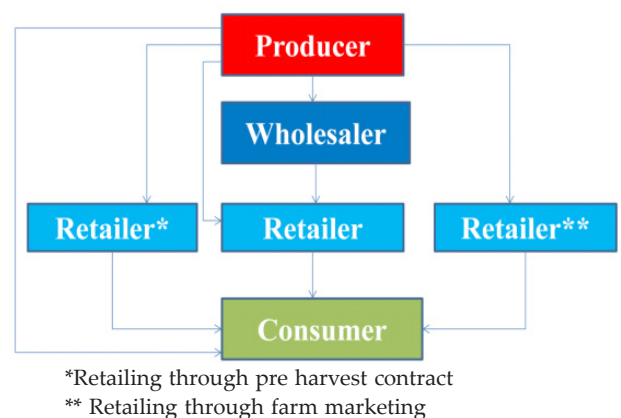 Producer
Wholesaler
Retailer*
Retailer
Retailer**
Consumer
*Retailing through pre harvest contract
** Retailing through farm marketing